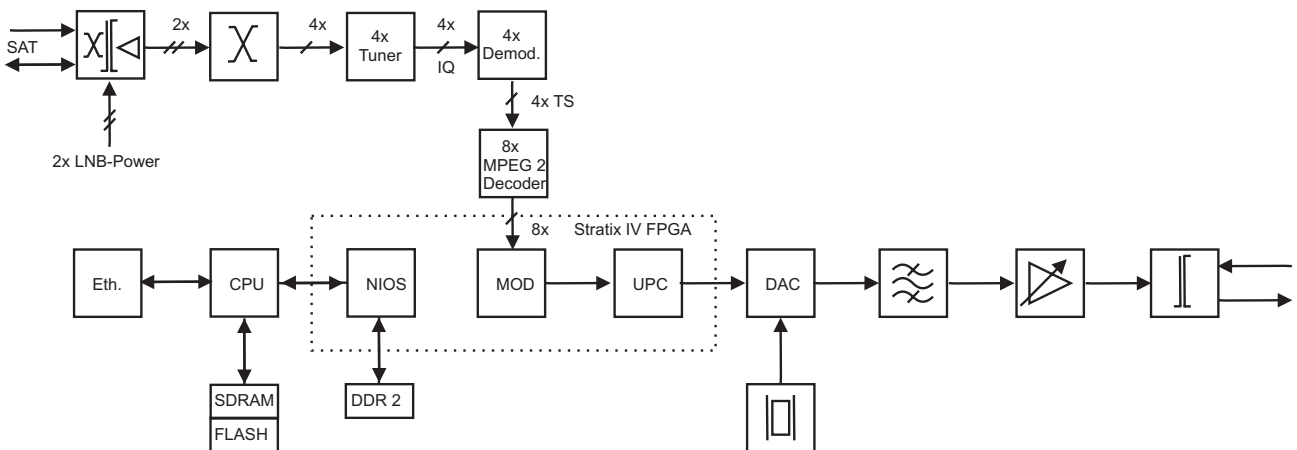 SAT
2x
4x
4x
Tuner
4x
IQ
4x
Demod.
4x TS
2x LNB-Power
8x
MPEG 2
Decoder
8x
Stratix IV FPGA
Eth.
CPU
NIOS
MOD
UPC
DAC
SDRAM
FLASH
DDR 2